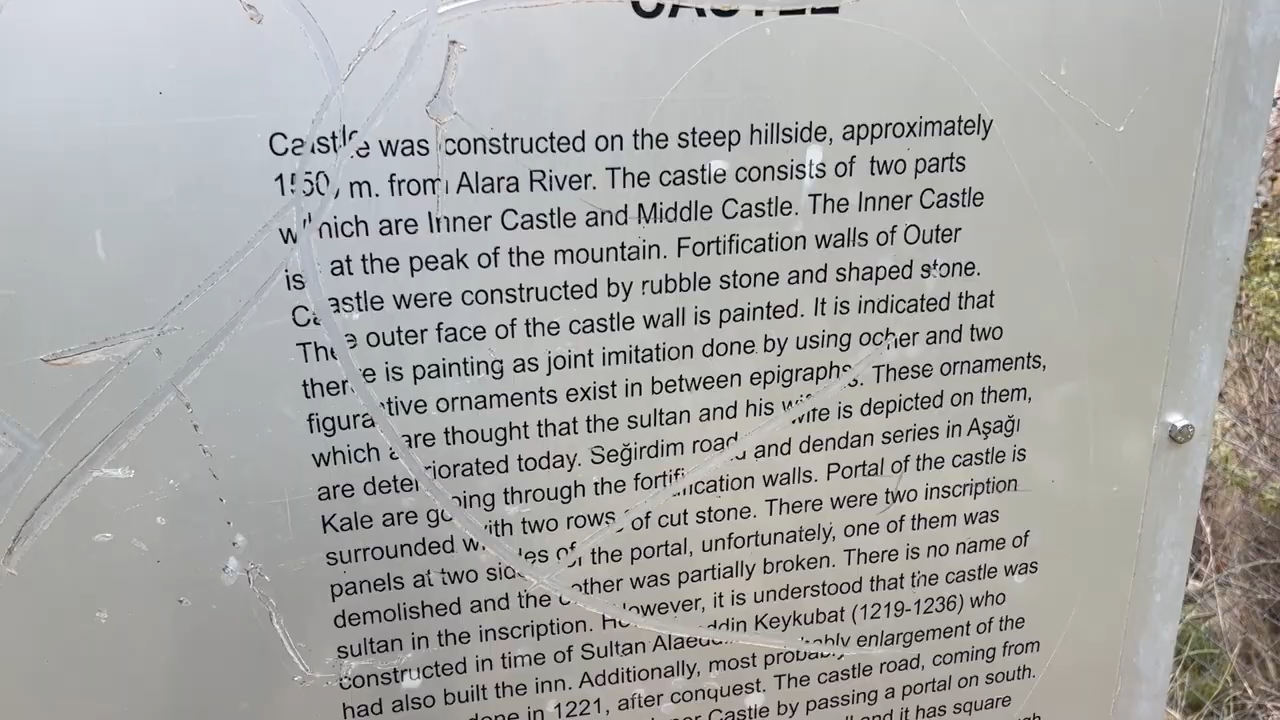 CASTLE
Castle was constructed on the steep hillside, approximately
m. from Alara River. The castle consists of two parts
which are Inner Castle and Middle Castle. The Inner Castle
is at the peak of the mountain. Fortification walls of Outer
Castle were constructed by rubble stone and shaped stone.
The outer face of the castle wall is painted. It is indicated that
there is painting as joint imitation done by using ocher and two
figurative ornaments exist in between epigraphs. These ornaments,
which are thought that the sultan and his wife is depicted on them,
are deteriorated today. Seğirdim road and dendan series in Aşağı
Kale are going through the fortification walls. Portal of the castle is
surrounded with two rows of cut stone. There were two inscription
panels at two sides of the portal, unfortunately, one of them was
demolished and the other was partially broken. There is no name of
sultan in the inscription. However, it is understood that the castle was
constructed in time of Sultan Alaeddin Keykubat (1219-1236) who
had also built the inn. Additionally, most probably enlargement of the
done in 1221, after conquest. The castle road, coming from
Castle by passing a portal on south.
and it has square